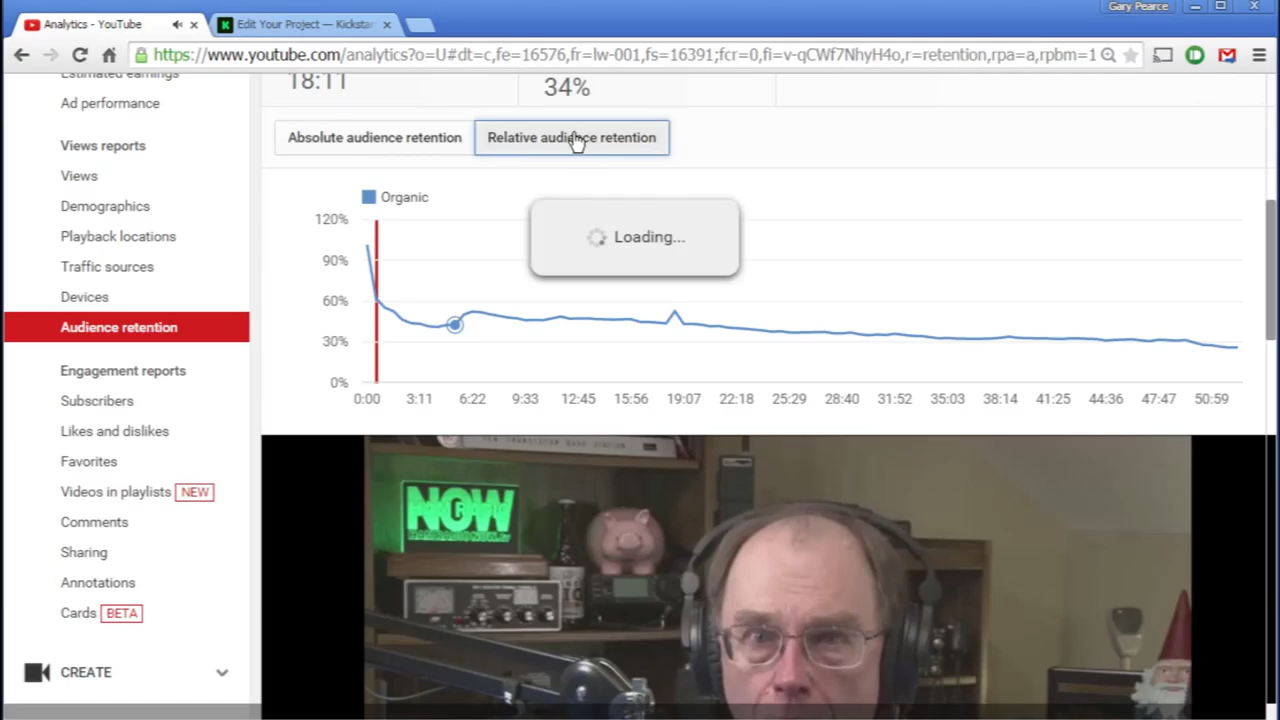 Gary Pearce
Analytics - YouTube
Edit Your Project — Kickstar
https://www.youtube.com/analytics?o=U#dt=c,fe=16576,fr=lw-001,fs=16391;fcr=0,fi=v-qCWf7NhyH4o,r=retention,rpa=a,rpbm=1
Estimated earnings
Ad performance
Views reports
Views
Demographics
Playback locations
Traffic sources
Devices
Audience retention
Engagement reports
Subscribers
Likes and dislikes
Favorites
Videos in playlists NEW
Comments
Sharing
Annotations
Cards BETA
CREATE
18:11
34%
Absolute audience retention
Relative audience retention
Organic
Loading...
120%
90%
60%
30%
0%
0:00 3:11 6:22 9:33 12:45 15:56 19:07 22:18 25:29 28:40 31:52 35:03 38:14 41:25 44:36 47:47 50:59
NOW